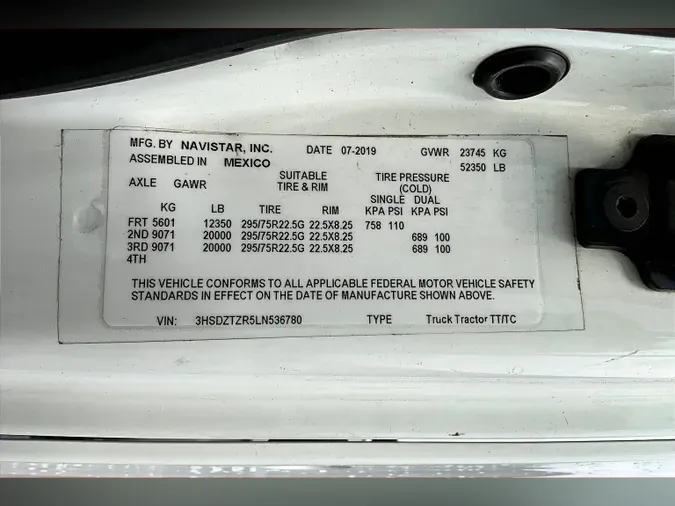 MFG. BY NAVISTAR, INC. DATE 07-2019 GVWR 23745 KG
ASSEMBLED IN MEXICO 52350 LB
AXLE GAWR SUITABLE TIRE & RIM TIRE PRESSURE (COLD)
SINGLE DUAL
KG LB TIRE RIM KPA PSI KPA PSI
FRT 5601 12350 295/75R22.5G 22.5X8.25 758 110
2ND 9071 20000 295/75R22.5G 22.5X8.25 689 100
3RD 9071 20000 295/75R22.5G 22.5X8.25 689 100
4TH
THIS VEHICLE CONFORMS TO ALL APPLICABLE FEDERAL MOTOR VEHICLE SAFETY
STANDARDS IN EFFECT ON THE DATE OF MANUFACTURE SHOWN ABOVE.
VIN: 3HSDZTZR5LN536780 TYPE Truck Tractor TT/TC